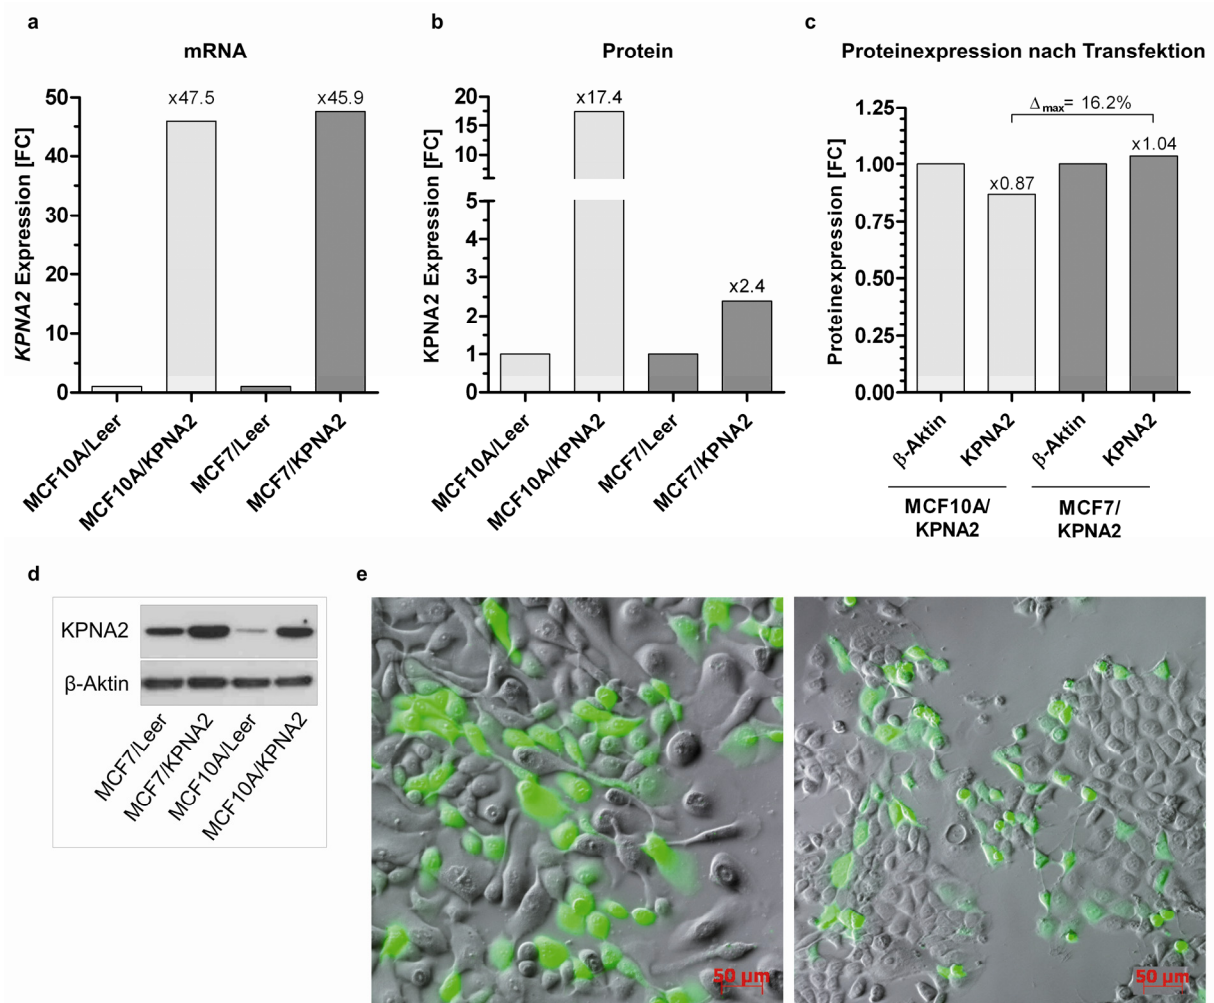 a
mRNA
KPNA2 Expression [FC]
50
40
30
20
10
0
x47.5
x45.9
MCF10A/Leer
MCF10A/KPNA2
MCF7/Leer
MCF7/KPNA2
b
Protein
KPNA2 Expression [FC]
20
15
10
5
4
3
2
1
0
x17.4
x2.4
MCF10A/Leer
MCF10A/KPNA2
MCF7/Leer
MCF7/KPNA2
c
Proteinexpression nach Transfektion
Proteinexpression [FC]
1.25
1.00
0.75
0.50
0.25
0.00
Δmax= 16.2%
x0.87
x1.04
β-Aktin
KPNA2
β-Aktin
KPNA2
MCF10A/
KPNA2
MCF7/
KPNA2
d
KPNA2
β-Aktin
MCF7/Leer
MCF7/KPNA2
MCF10A/Leer
MCF10A/KPNA2
e
50 µm
50 µm